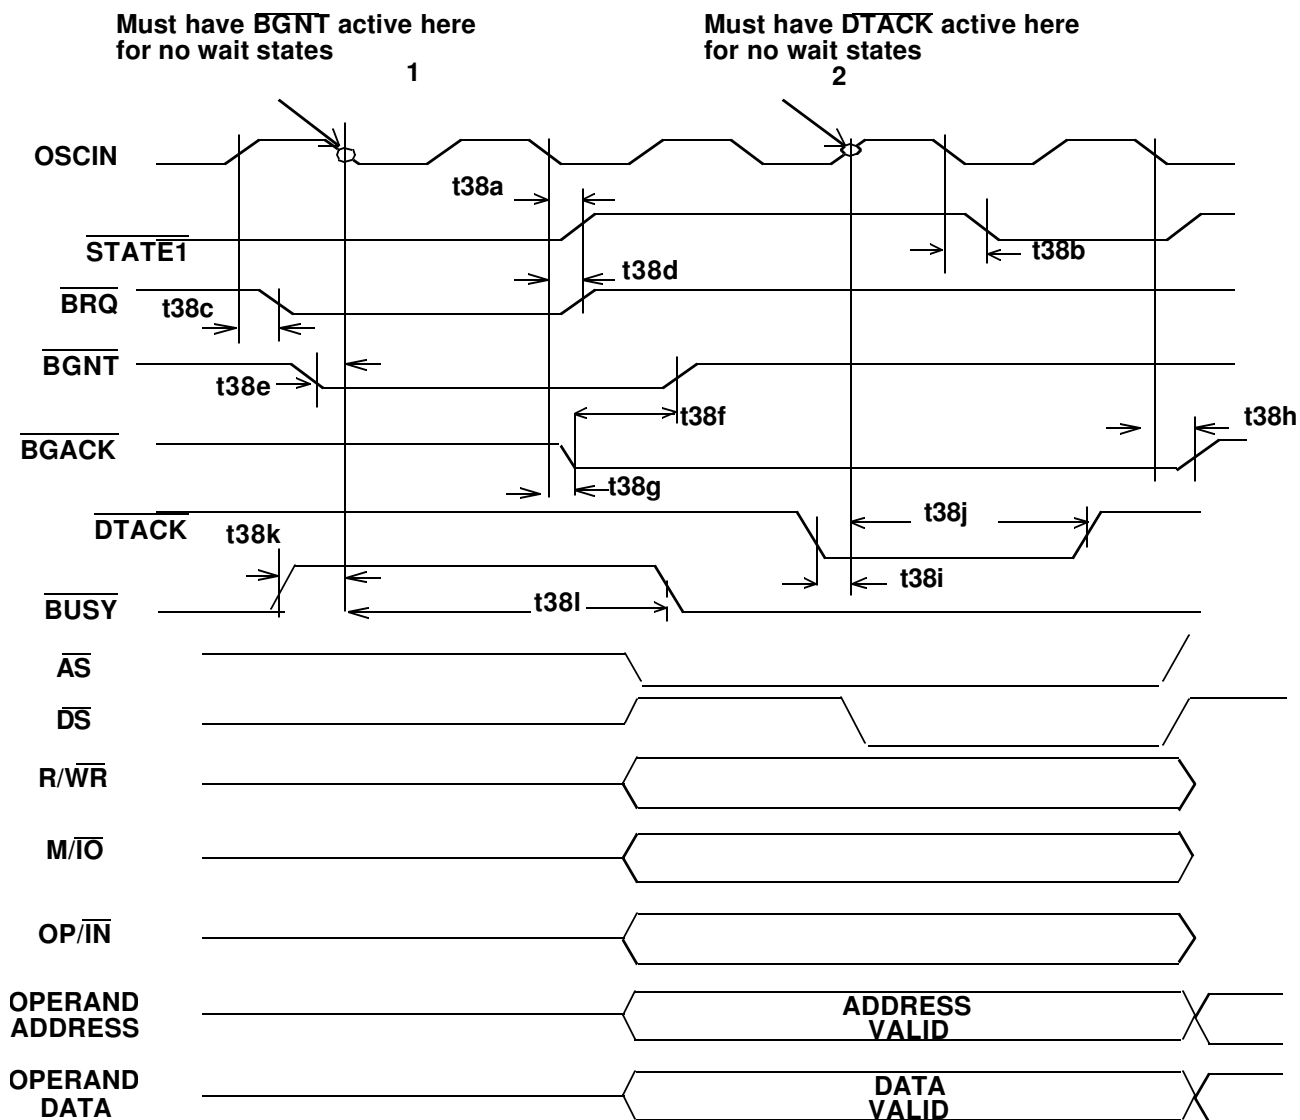 Must have BGNT active here
for no wait states
1
Must have DTACK active here
for no wait states
2
OSCIN
t38a
STATE1
t38b
t38d
BRQ
t38c
BGNT
t38e
t38f
t38h
BGACK
t38g
DTACK
t38k
t38j
t38i
BUSY
t38l
AS
DS
R/WR
M/IO
OP/IN
OPERAND
ADDRESS
ADDRESS
VALID
OPERAND
DATA
DATA
VALID